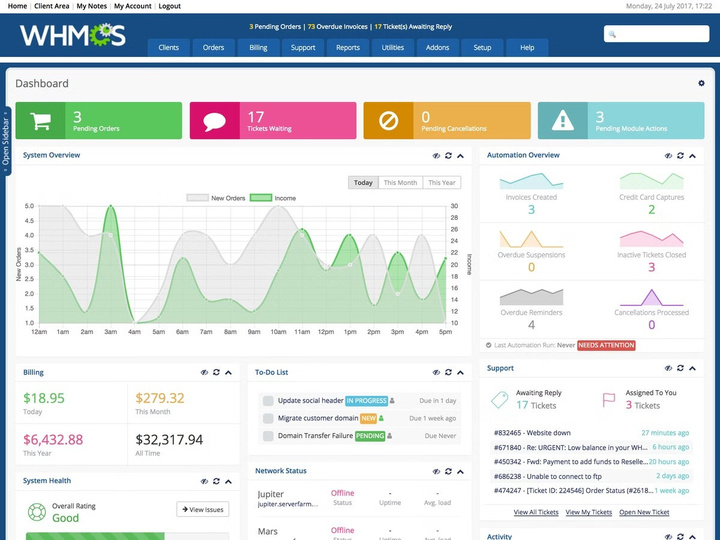 Home | Client Area | My Notes | My Account | Logout
Monday, 24 July 2017, 17:22
WHMCS
3 Pending Orders | 73 Overdue Invoices | 17 Ticket(s) Awaiting Reply
Clients Orders Billing Support Reports Utilities Addons Setup Help
Open Sidebar
Dashboard
3
Pending Orders
17
Tickets Waiting
0
Pending Cancellations
3
Pending Module Actions
System Overview
Today This Month This Year
New Orders Income
New Orders
5.0
4.5
4.0
3.5
3.0
2.5
2.0
1.5
1.0
30
28
26
24
22
20
18
16
14
12
10
Income
12am 1am 2am 3am 4am 5am 6am 7am 8am 9am 10am 11am 12pm 1pm 2pm 3pm 4pm 5pm
Automation Overview
Invoices Created
3
Credit Card Captures
2
Overdue Suspensions
0
Inactive Tickets Closed
3
Overdue Reminders
4
Cancellations Processed
0
Last Automation Run: Never NEEDS ATTENTION
Billing
$18.95
Today
$279.32
This Month
$6,432.88
This Year
$32,317.94
All Time
To-Do List
Update social header IN PROGRESS Due in 1 day
Migrate customer domain NEW Due 1 week ago
Domain Transfer Failure PENDING Due Never
Support
Awaiting Reply
17 Tickets
Assigned To You
3 Tickets
#832465 - Website down 27 minutes ago
#671840 - Re: URGENT: Low balance in your WH... 6 hours ago
#450342 - Fwd: Payment to add funds to Reselle... 20 hours ago
#686238 - Unable to connect to ftp 2 days ago
#474247 - [Ticket ID: 224546] Order Status (#2618... 1 week ago
View All Tickets View My Tickets Open New Ticket
System Health
Overall Rating
Good
View Issues
Network Status
Jupiter
jupiter.serverfarm...
Offline
Status
-
Uptime
-
Avg. load
Mars
Offline
-
-
Activity